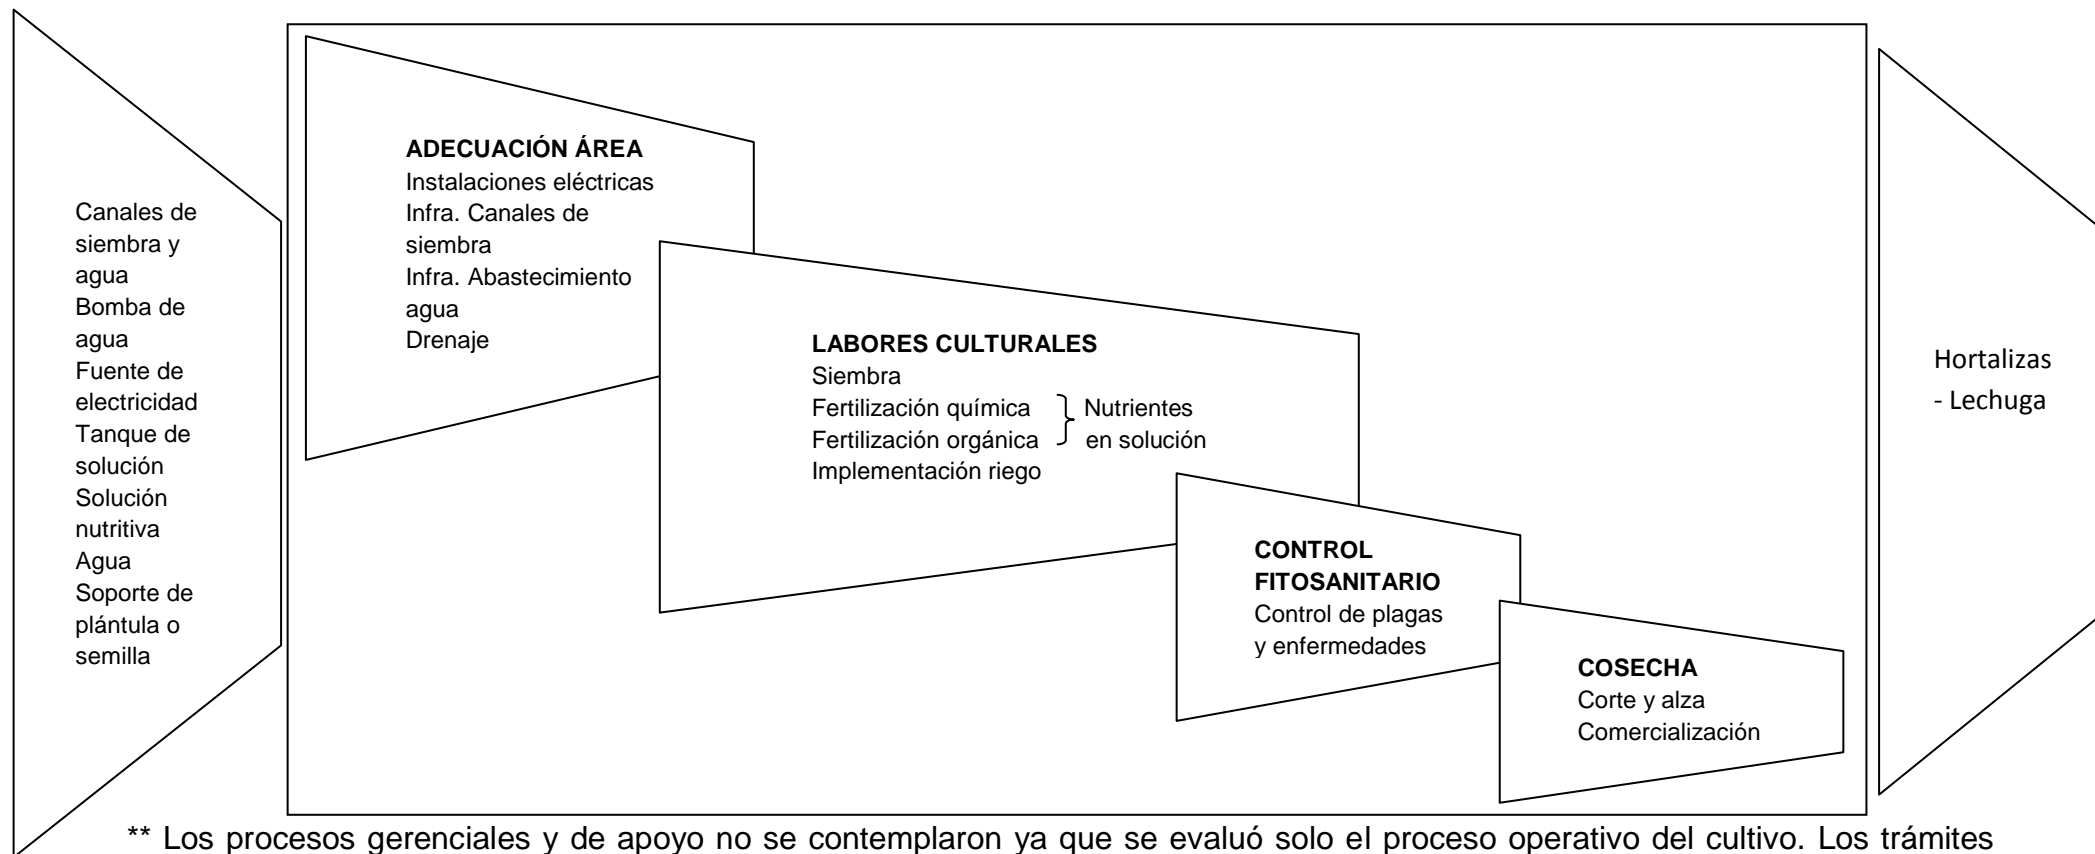 Canales de
siembra y
agua
Bomba de
agua
Fuente de
electricidad
Tanque de
solución
Solución
nutritiva
Agua
Soporte de
plántula o
semilla
ADECUACIÓN ÁREA
Instalaciones eléctricas
Infra. Canales de
siembra
Infra. Abastecimiento
agua
Drenaje
LABORES CULTURALES
Siembra
Fertilización química
Fertilización orgánica
Implementación riego
Nutrientes
en solución
CONTROL
FITOSANITARIO
Control de plagas
y enfermedades
COSECHA
Corte y alza
Comercialización
Hortalizas
- Lechuga
** Los procesos gerenciales y de apoyo no se contemplaron ya que se evaluó solo el proceso operativo del cultivo. Los trámites